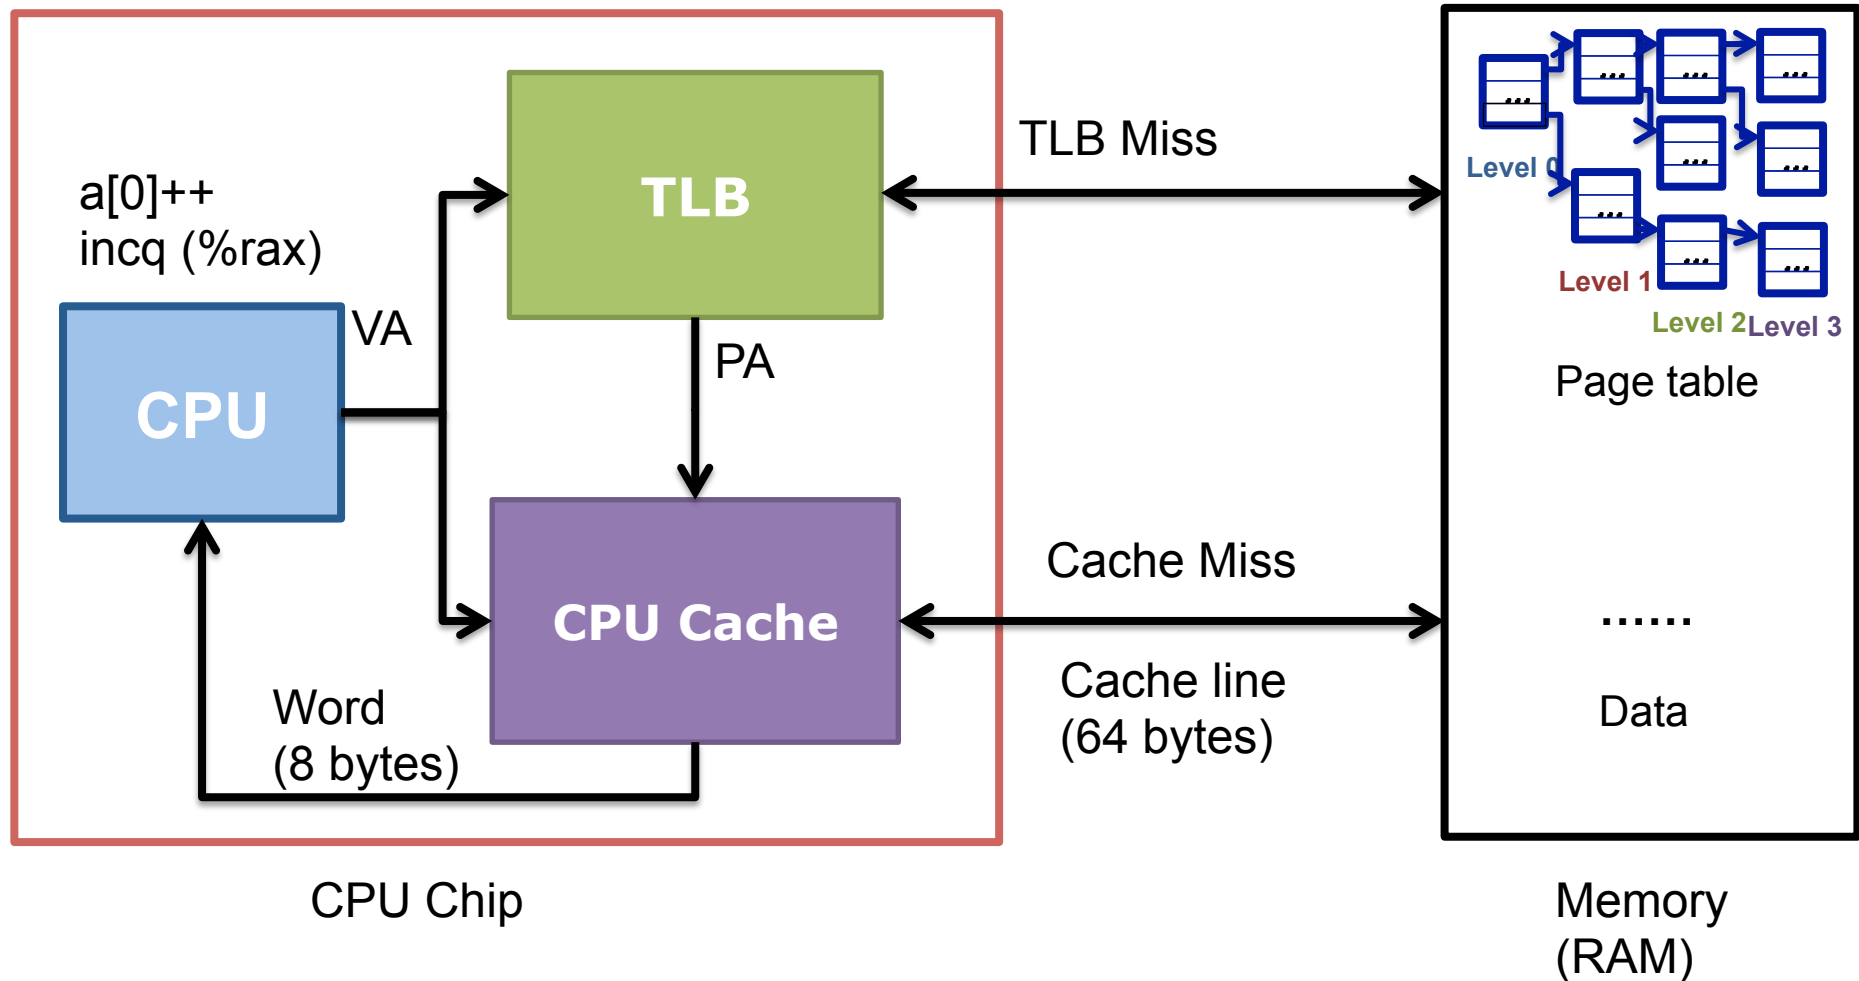 a[0]++
incq (%rax)
CPU
VA
TLB
PA
CPU Cache
Word
(8 bytes)
CPU Chip
TLB Miss
Cache Miss
Cache line
(64 bytes)
...
...
...
...
...
...
...
...
...
Level 0
Level 1
Level 2
Level 3
Page table
......
Data
Memory
(RAM)